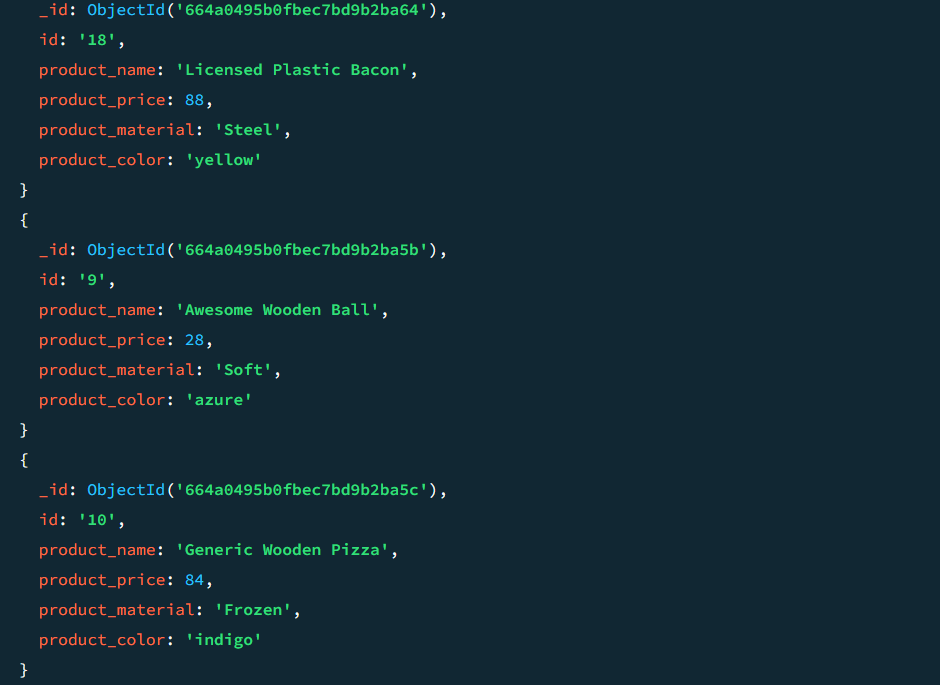 _id: ObjectId('664a0495b0fbec7bd9b2ba64'),
id: '18',
product_name: 'Licensed Plastic Bacon',
product_price: 88,
product_material: 'Steel',
product_color: 'yellow'
}
{
_id: ObjectId('664a0495b0fbec7bd9b2ba5b'),
id: '9',
product_name: 'Awesome Wooden Ball',
product_price: 28,
product_material: 'Soft',
product_color: 'azure'
}
{
_id: ObjectId('664a0495b0fbec7bd9b2ba5c'),
id: '10',
product_name: 'Generic Wooden Pizza',
product_price: 84,
product_material: 'Frozen',
product_color: 'indigo'
}